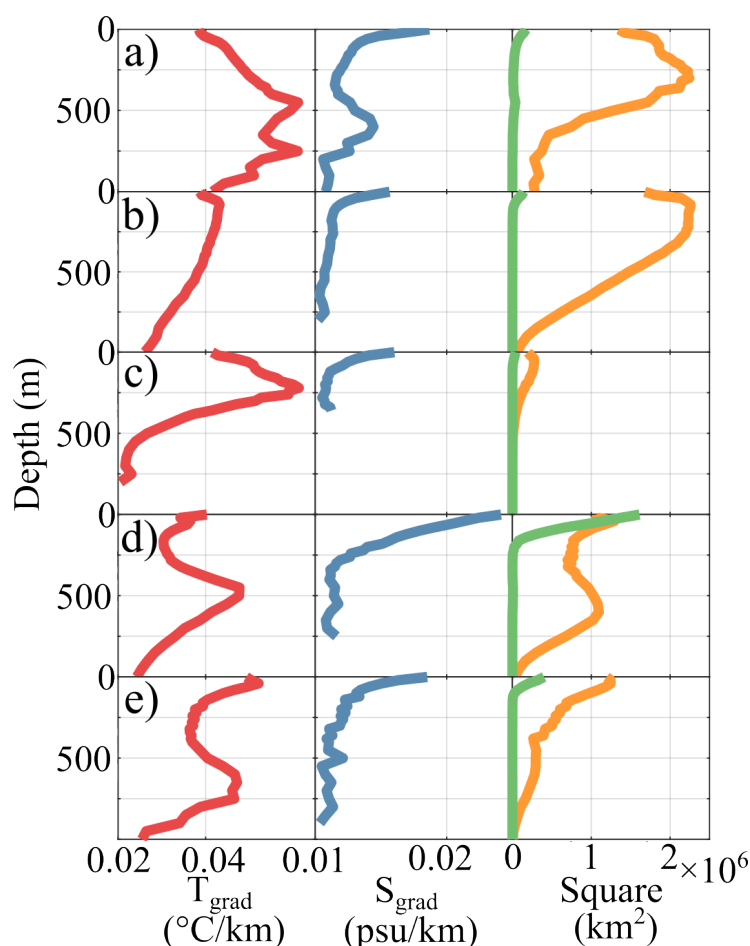 0
a)
500
0
b)
500
0
c)
500
0
d)
500
0
e)
500
Depth (m)
0.02 0.04 0.01 0.02 0 1 2×10⁶
T_grad S_grad Square
(°C/km) (psu/km) (km²)